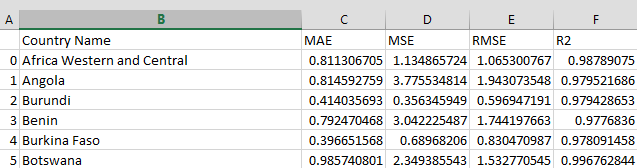 A B C D E F
Country Name MAE MSE RMSE R2
0 Africa Western and Central 0.811306705 1.134865724 1.065300767 0.98789075
1 Angola 0.814592759 3.775534814 1.943073548 0.979521686
2 Burundi 0.414035693 0.356345949 0.596947191 0.979428653
3 Benin 0.792470468 3.042225487 1.744197663 0.9776836
4 Burkina Faso 0.396651568 0.68968206 0.830470987 0.978091458
5 Botswana 0.985740801 2.349385543 1.532770545 0.996762844